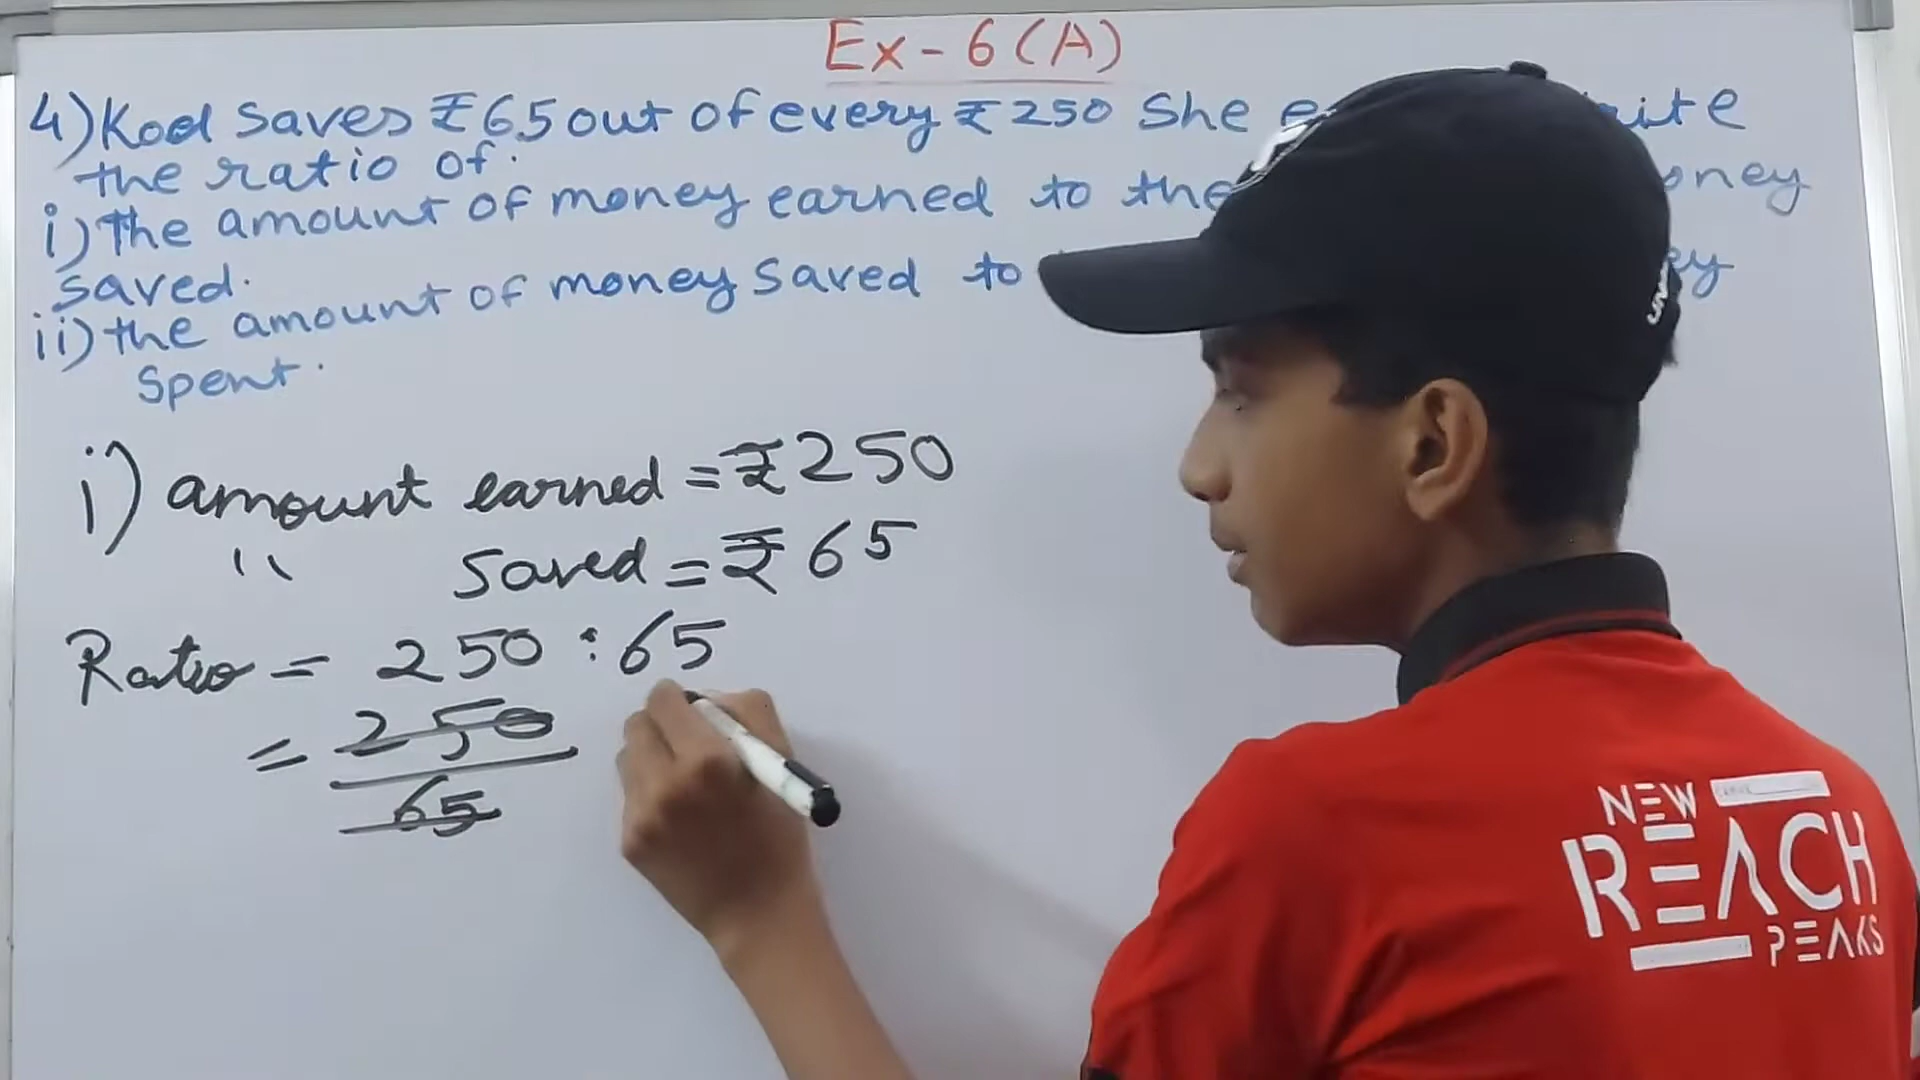 Ex-6(A)
4) Kool saves ₹65 out of every ₹250 She
the ratio of.
i) The amount of money earned to the
saved.
ii) the amount of money saved to
spent.
i) amount earned = ₹250
" saved = ₹65
Ratio = 250 : 65
= 250
65
NEW
REACH
PEAKS